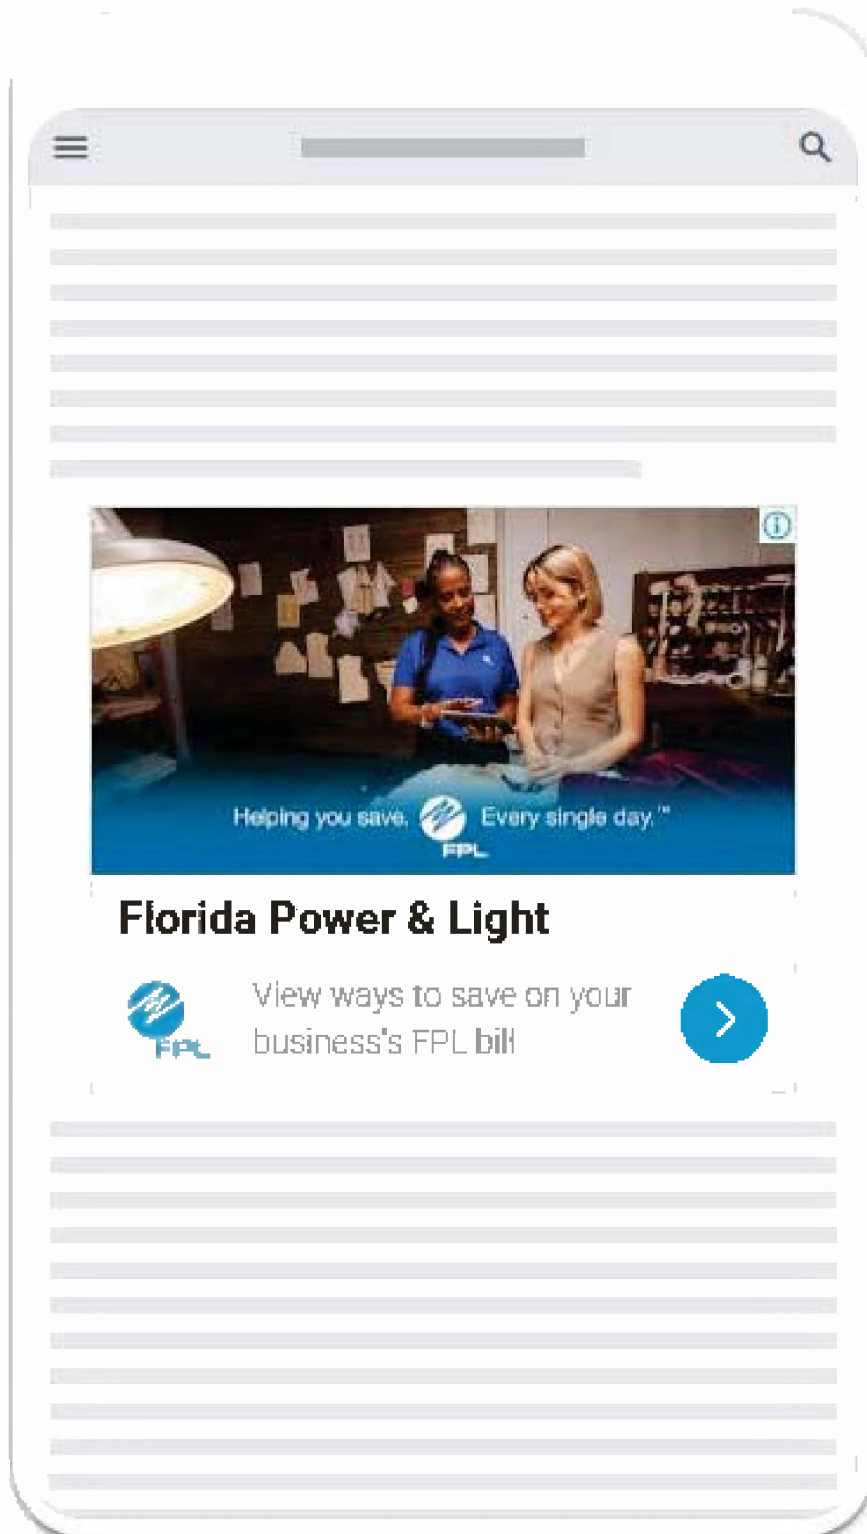 Helping you save. FPL Every single day.™
Florida Power & Light
FPL
View ways to save on your
business's FPL bill